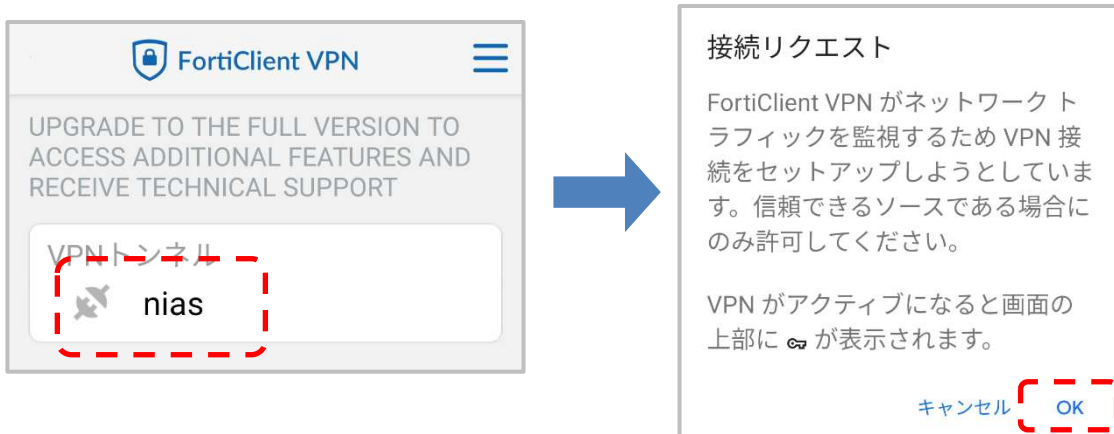 FortiClient VPN
UPGRADE TO THE FULL VERSION TO
ACCESS ADDITIONAL FEATURES AND
RECEIVE TECHNICAL SUPPORT
VPNトンネル
nias
接続リクエスト
FortiClient VPN がネットワーク ト
ラフィックを監視するため VPN 接
続をセットアップしようとしていま
す。信頼できるソースである場合に
のみ許可してください。
VPN がアクティブになると画面の
上部に が表示されます。
キャンセル OK